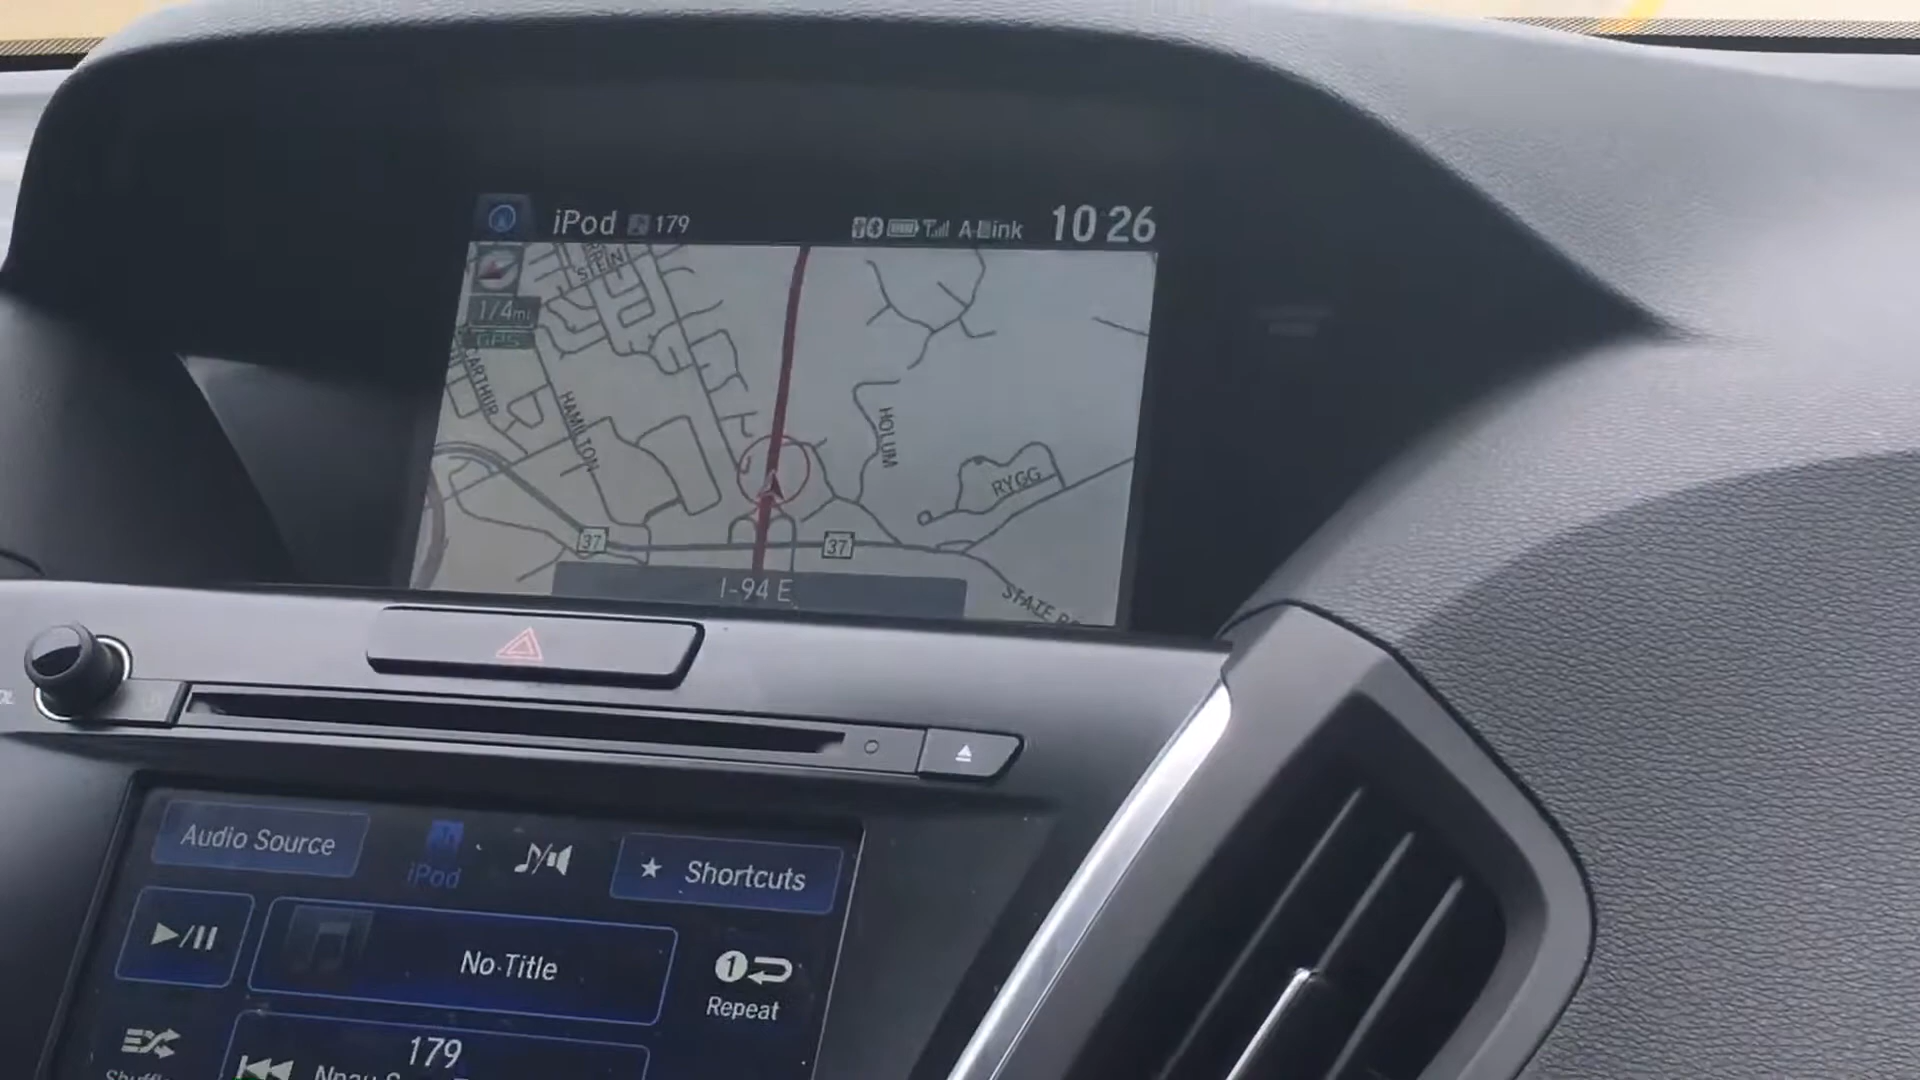 iPod 179 A-Link 10:26
STEIN
1/4mi
GPS
HAMILTON
HOLUM
RYGG
37
37
I-94 E
Audio Source
iPod
Shortcuts
No Title
Repeat
179